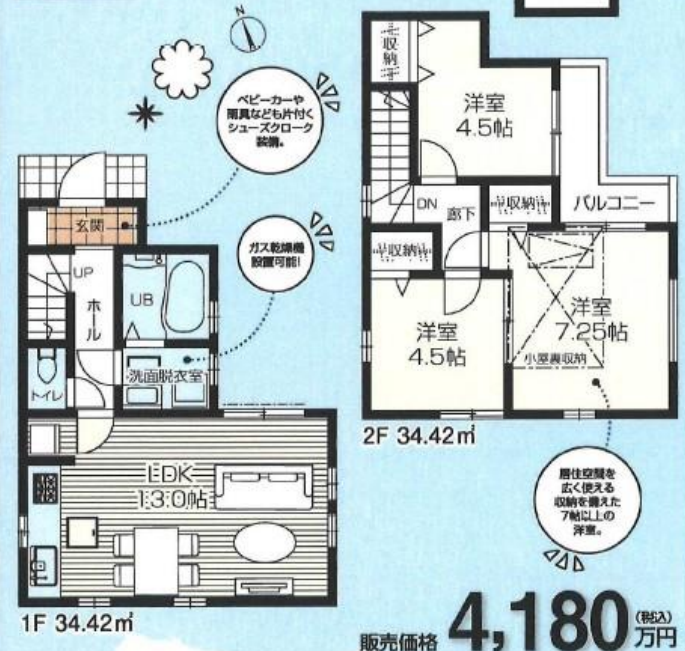 N
ベビーカーや
雨具なども片付く
シューズクローク
装備。
玄関
ガス乾燥機
設置可能!
UP
ホール
UB
トイレ
洗面脱衣室
LDK
13.0帖
1F 34.42㎡
収納
洋室
4.5帖
DN
廊下
収納
バルコニー
収納
洋室
4.5帖
洋室
7.25帖
小屋裏収納
2F 34.42㎡
居住空間を
広く使える
収納を備えた
7帖以上の
洋室。
販売価格 4,180(税込)万円